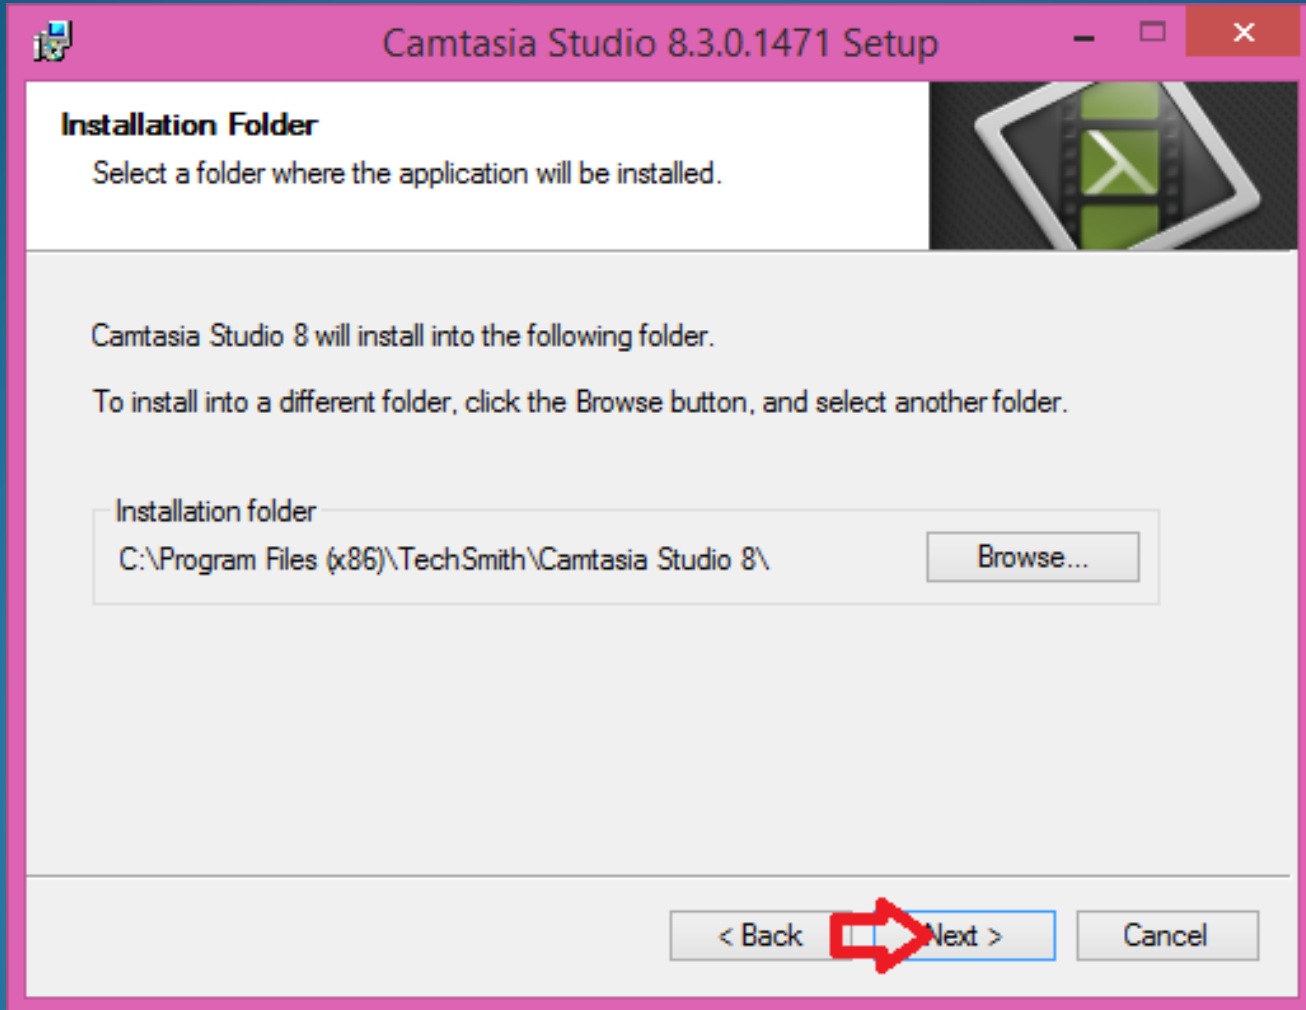 Camtasia Studio 8.3.0.1471 Setup
Installation Folder
Select a folder where the application will be installed.
Camtasia Studio 8 will install into the following folder.
To install into a different folder, click the Browse button, and select another folder.
Installation folder
C:\Program Files (x86)\TechSmith\Camtasia Studio 8\
Browse...
< Back
Next >
Cancel